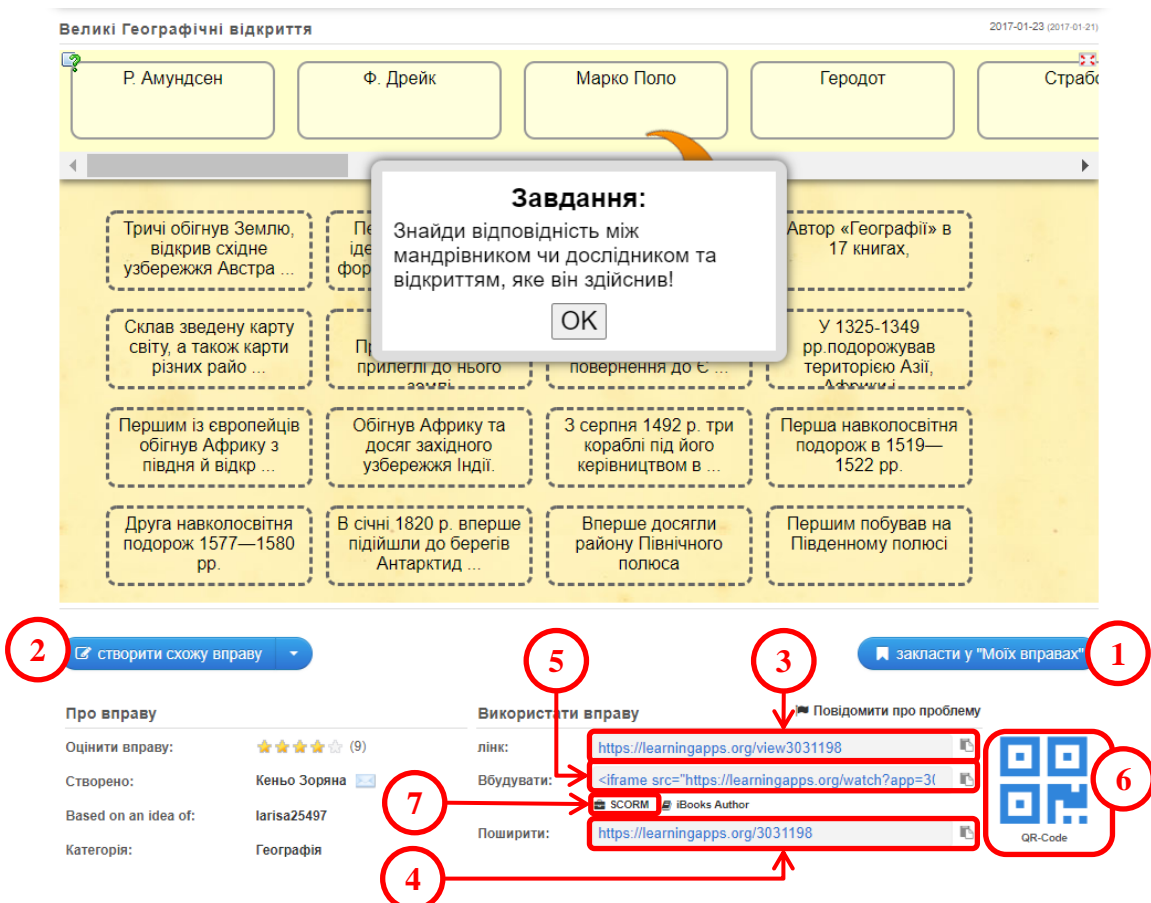 Великі Географічні відкриття
2017-01-23 (2017-01-21)
Р. Амундсен
Ф. Дрейк
Марко Поло
Геродот
Страбо
Завдання:
Знайди відповідність між
мандрівником чи дослідником та
відкриттям, яке він здійснив!
OK
Тричі обігнув Землю,
відкрив східне
узбережжя Австра ...
Автор «Географії» в
17 книгах,
Склав зведену карту
світу, а також карти
різних райо ...
прилеглі до нього
землі
повернення до Є ...
У 1325-1349
рр.подорожував
територією Азії,
Африки і
Першим із європейців
обігнув Африку з
півдня й відкр ...
Обігнув Африку та
досяг західного
узбережжя Індії.
3 серпня 1492 р. три
кораблі під його
керівництвом в ...
Перша навколосвітня
подорож в 1519—
1522 рр.
Друга навколосвітня
подорож 1577—1580
рр.
В січні 1820 р. вперше
підійшли до берегів
Антарктид ...
Вперше досягли
району Північного
полюса
Першим побував на
Південному полюсі
2
створити схожу вправу
5
3
закласти у "Моїх вправах"
1
Про вправу
Оцінити вправу: (9)
Створено: Кеньо Зоряна
Based on an idea of: larisa25497
Категорія: Географія
Використати вправу
Повідомити про проблему
лінк: https://learningapps.org/view3031198
Вбудувати: <iframe src="https://learningapps.org/watch?app=3(
7
SCORM iBooks Author
Поширити: https://learningapps.org/3031198
6
QR-Code
4